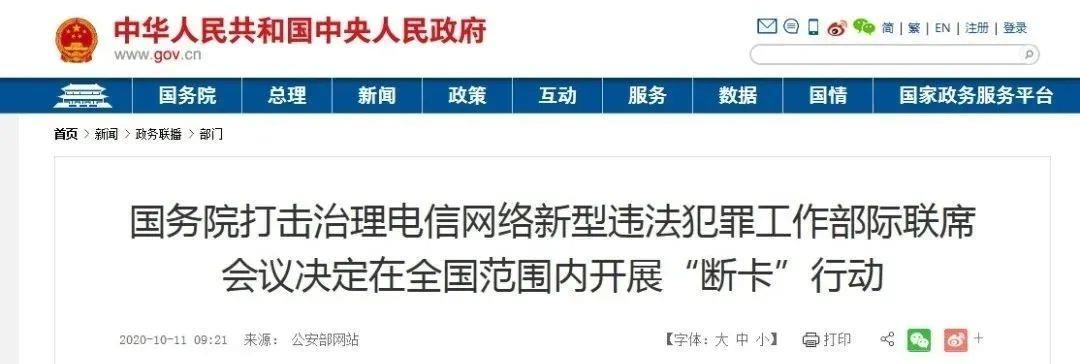 中华人民共和国中央人民政府
www.gov.cn
简 | 繁 | EN | 注册 | 登录
国务院 总理 新闻 政策 互动 服务 数据 国情 国家政务服务平台
首页 > 新闻 > 政务联播 > 部门
国务院打击治理电信网络新型违法犯罪工作部际联席
会议决定在全国范围内开展“断卡”行动
2020-10-11 09:21 来源： 公安部网站 【字体：大 中 小】 打印 +